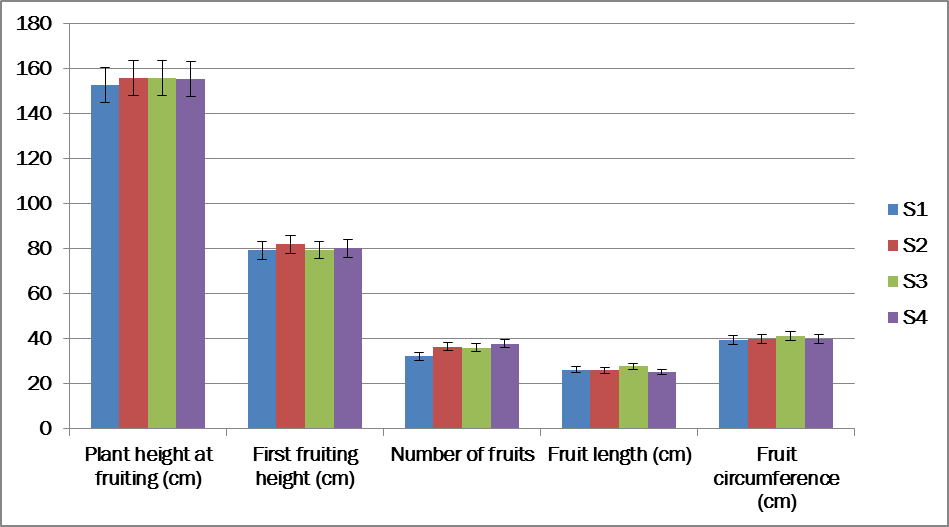 180
160
140
120
100
80
60
40
20
0
S1
S2
S3
S4
Plant height at
fruiting (cm)
First fruiting
height (cm)
Number of fruits
Fruit length (cm)
Fruit
circumference
(cm)